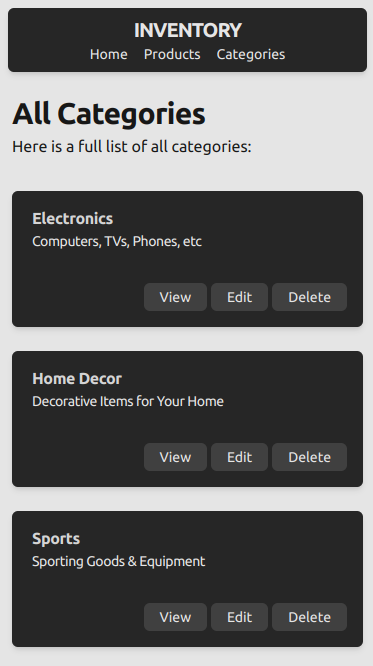 INVENTORY
Home Products Categories
All Categories
Here is a full list of all categories:
Electronics
Computers, TVs, Phones, etc
View Edit Delete
Home Decor
Decorative Items for Your Home
View Edit Delete
Sports
Sporting Goods & Equipment
View Edit Delete